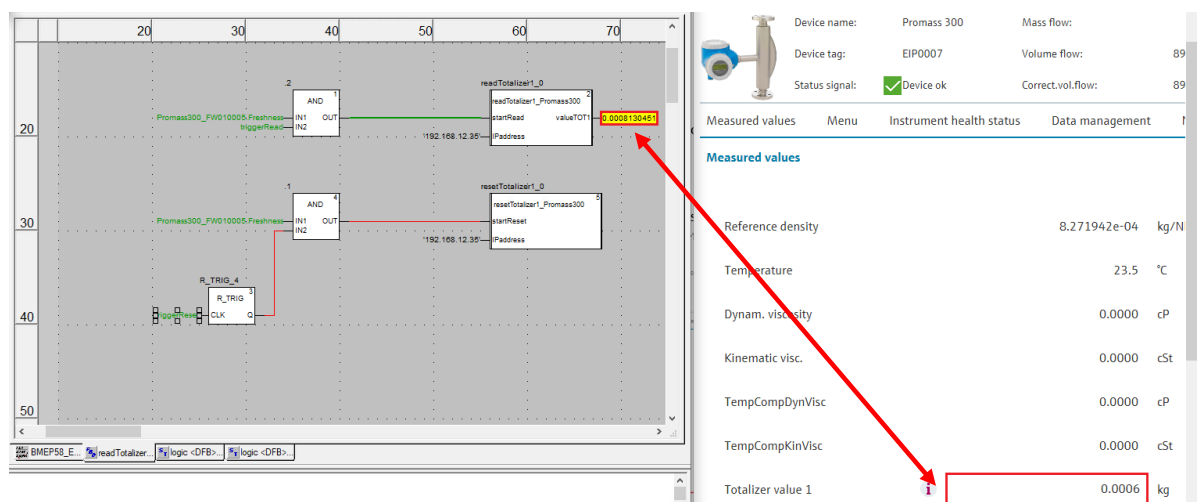 20 30 40 50 60 70
20
30
40
50
.2
AND 1
Promass300_FW010005.Freshness IN1 OUT
triggerRead IN2
readTotalizer1_0
2
readTotalizer1_Promass300
startRead valueTOT1 0.0008130451
'192.168.12.35' IPaddress
.1
AND 4
Promass300_FW010005.Freshness IN1 OUT
IN2
resetTotalizer1_0
5
resetTotalizer1_Promass300
startReset
'192.168.12.35' IPaddress
R_TRIG_4
3
R_TRIG
CLK Q
BMEP58_E... readTotalizer... logic <DFB>... logic <DFB>...
Device name: Promass 300 Mass flow:
Device tag: EIP0007 Volume flow: 89
Status signal: Device ok Correct.vol.flow: 89
Measured values Menu Instrument health status Data management
Measured values
Reference density 8.271942e-04 kg/N
Temperature 23.5 °C
Dynam. viscosity 0.0000 cP
Kinematic visc. 0.0000 cSt
TempCompDynVisc 0.0000 cP
TempCompKinVisc 0.0000 cSt
Totalizer value 1 i 0.0006 kg